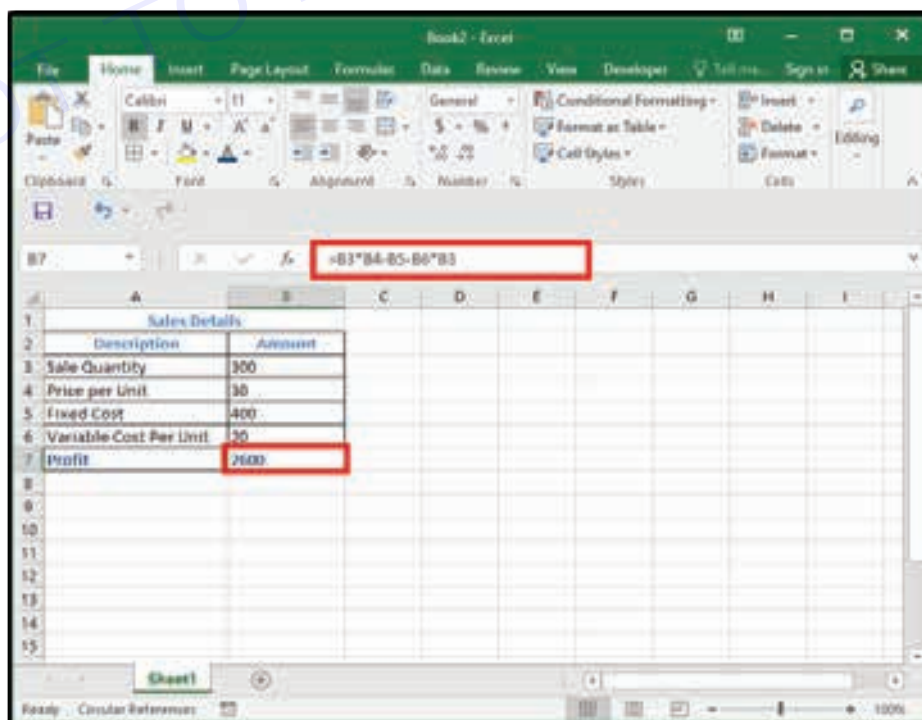 Book2 - Excel
File Home Insert Page Layout Formulas Data Review View Developer Tell me... Sign in Share
Calibri 11 General Conditional Formatting Insert
Paste B I U A A $ % Format as Table Delete Editing
Cell Styles Format
Clipboard Font Alignment Number Styles Cells
B7 fx =B3*B4-B5-B6*B3
A B C D E F G H I
1 Sales Details
2 Description Amount
3 Sale Quantity 300
4 Price per Unit 30
5 Fixed Cost 400
6 Variable Cost Per Unit 20
7 Profit 2600
8
9
10
11
12
13
14
15
Sheet1
Ready Circular References 100%